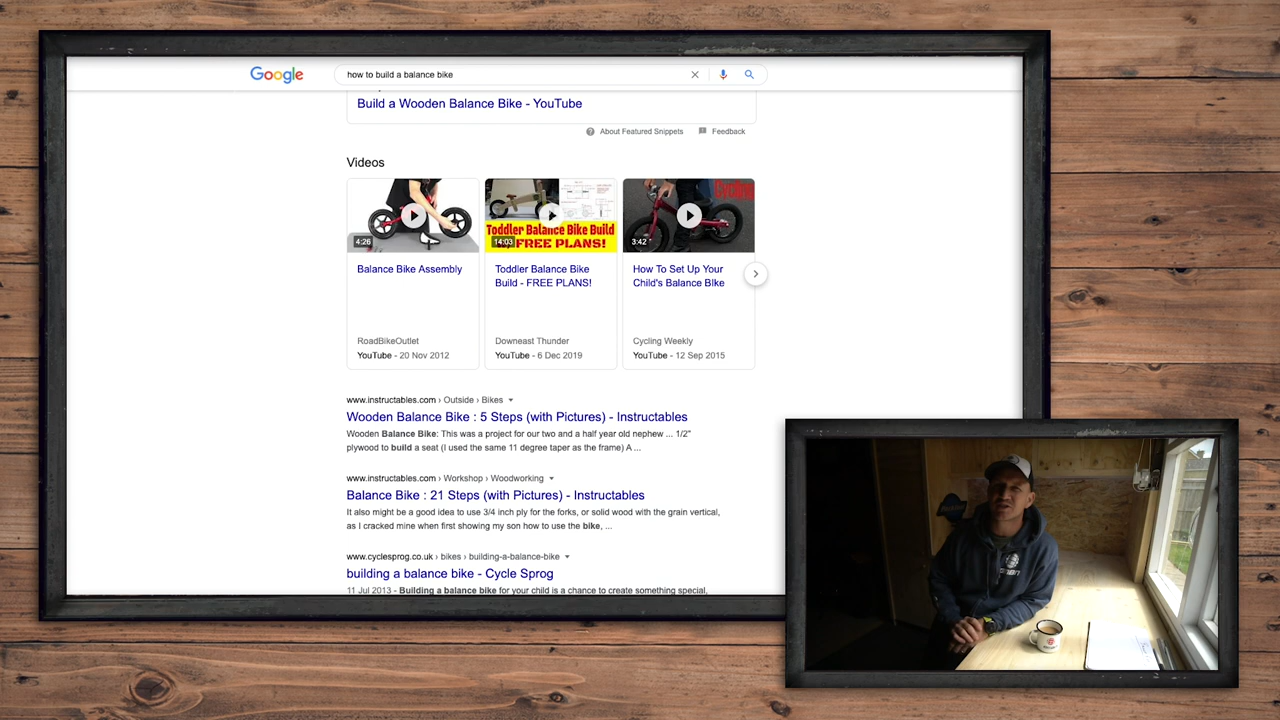 Google
how to build a balance bike
Build a Wooden Balance Bike - YouTube
About Featured Snippets
Feedback
Videos
4:26
Toddler Balance Bike Build
14:03
FREE PLANS!
Cycling
3:42
Balance Bike Assembly
Toddler Balance Bike
Build - FREE PLANS!
How To Set Up Your
Child's Balance BIke
RoadBikeOutlet
YouTube - 20 Nov 2012
Downeast Thunder
YouTube - 6 Dec 2019
Cycling Weekly
YouTube - 12 Sep 2015
www.instructables.com › Outside › Bikes
Wooden Balance Bike : 5 Steps (with Pictures) - Instructables
Wooden Balance Bike: This was a project for our two and a half year old nephew ... 1/2"
plywood to build a seat (I used the same 11 degree taper as the frame) A ...
www.instructables.com › Workshop › Woodworking
Balance Bike : 21 Steps (with Pictures) - Instructables
It also might be a good idea to use 3/4 inch ply for the forks, or solid wood with the grain vertical,
as I cracked mine when first showing my son how to use the bike, ...
www.cyclesprog.co.uk › bikes › building-a-balance-bike
building a balance bike - Cycle Sprog
11 Jul 2013 - Building a balance bike for your child is a chance to create something special,